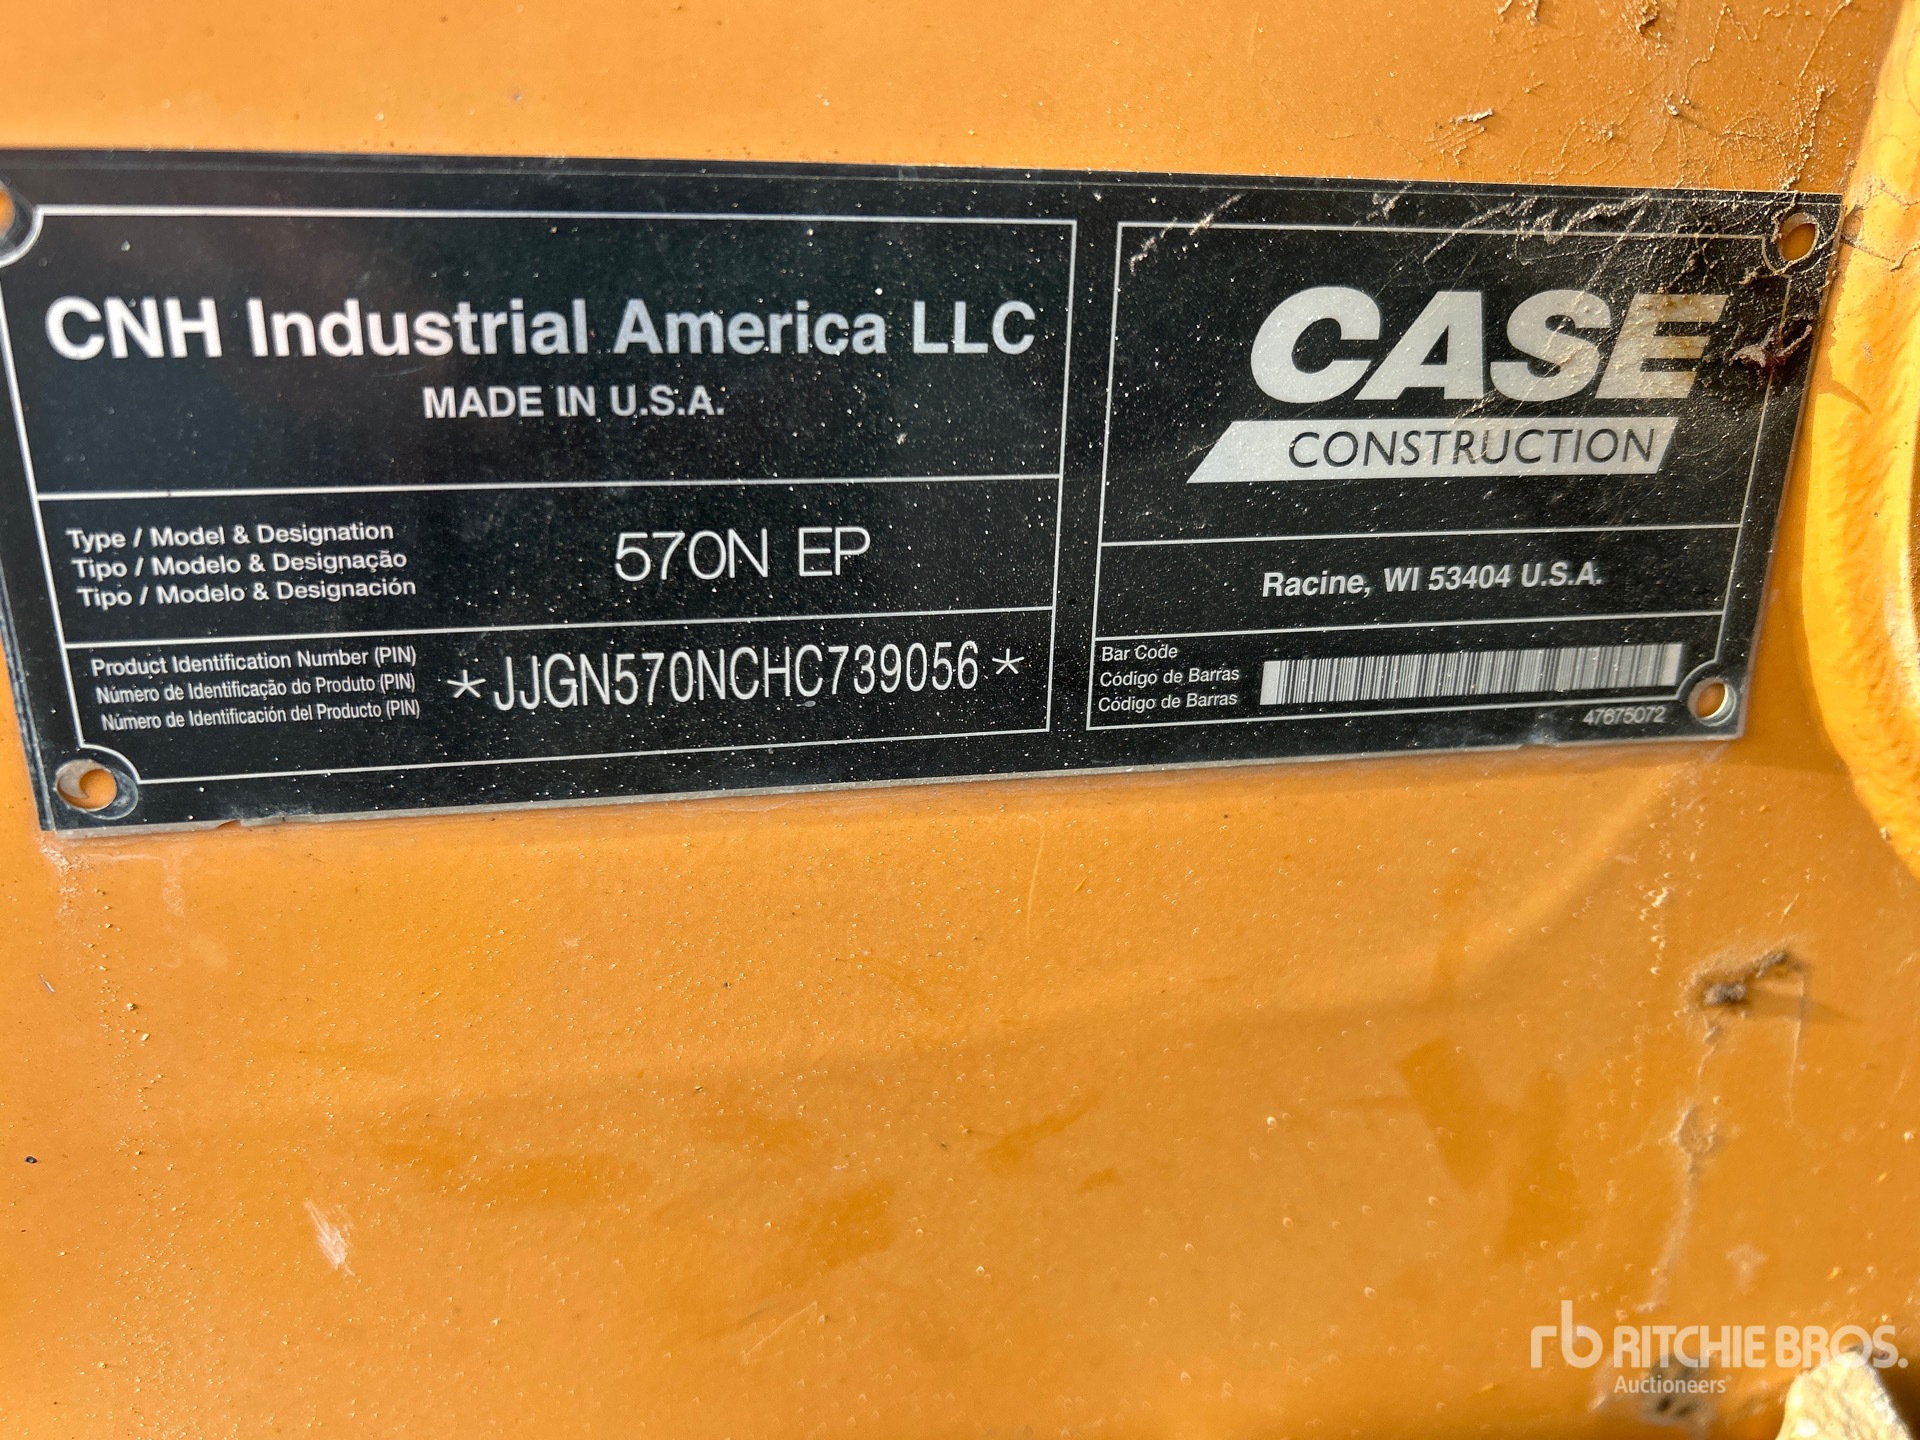 CNH Industrial America LLC
MADE IN U.S.A.
Type / Model & Designation
Tipo / Modelo & Designação
Tipo / Modelo & Designación
570N EP
Product Identification Number (PIN)
Número de Identificação do Produto (PIN)
Número de Identificación del Producto (PIN)
*JJGN570NCHC739056*
CASE
CONSTRUCTION
Racine, WI 53404 U.S.A.
Bar Code
Código de Barras
Código de Barras
47675072
rb RITCHIE BROS.
Auctioneers